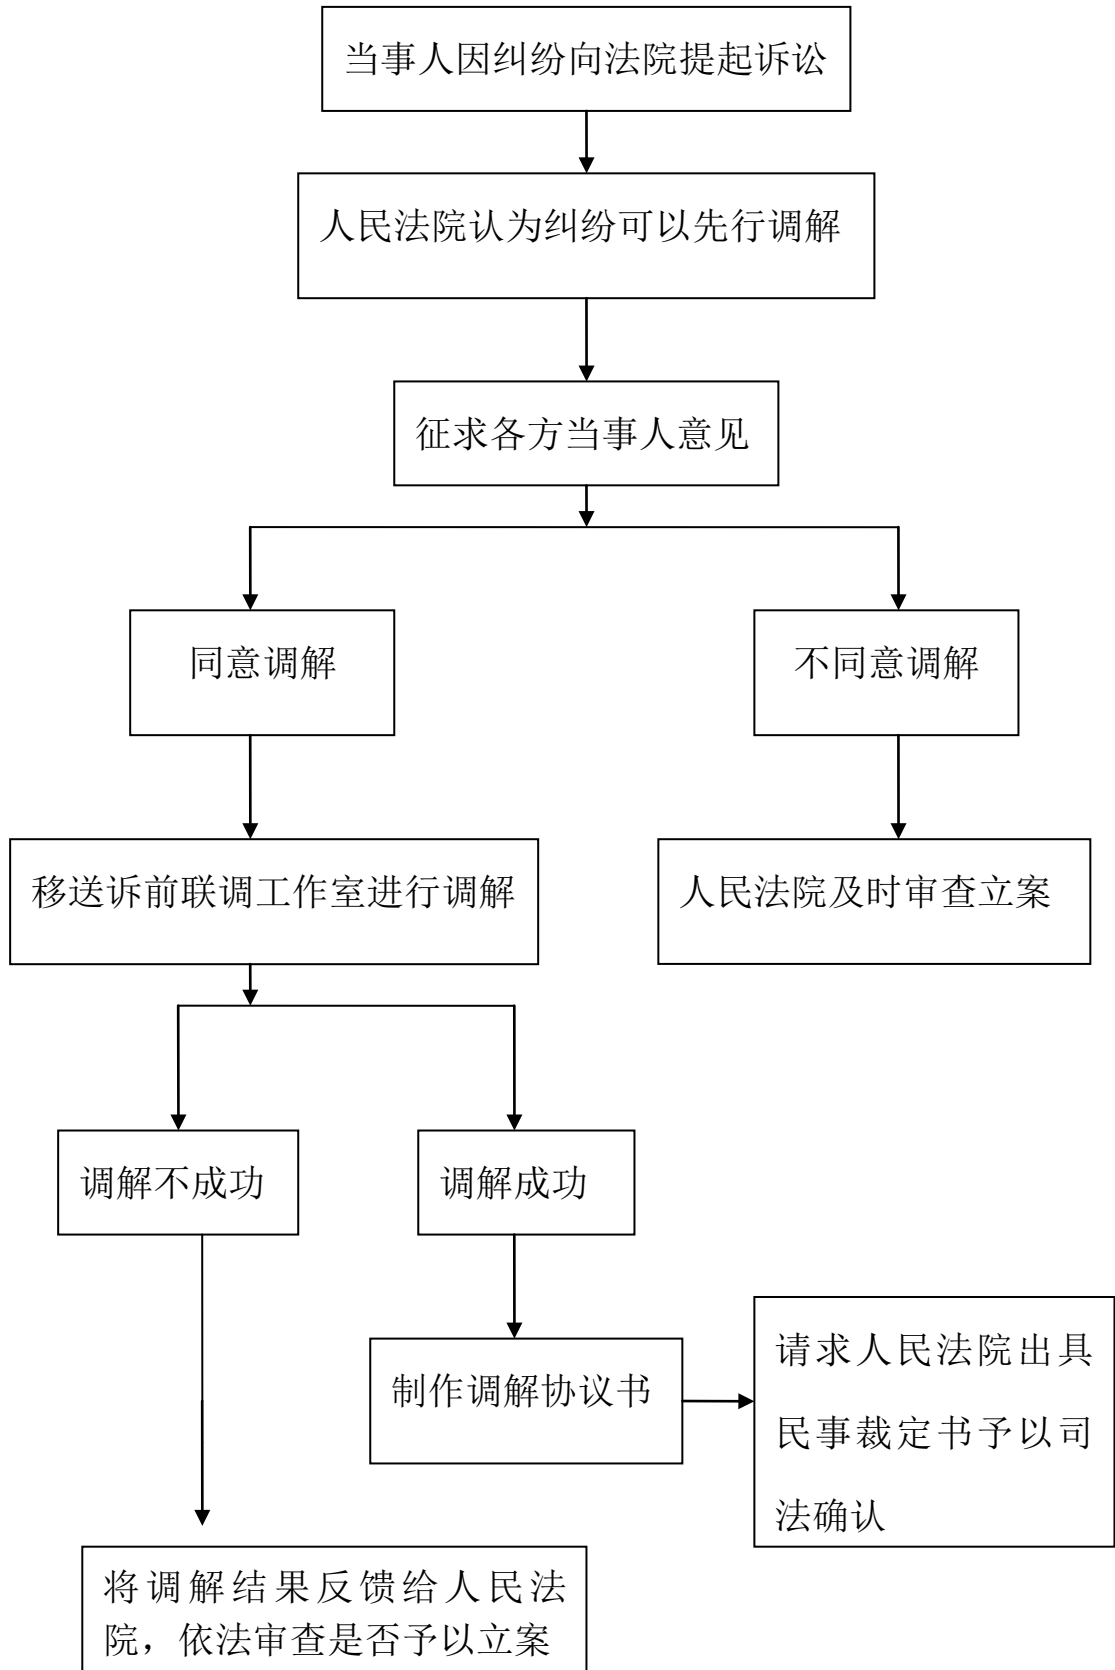 当事人因纠纷向法院提起诉讼
人民法院认为纠纷可以先行调解
征求各方当事人意见
同意调解
不同意调解
移送诉前联调工作室进行调解
人民法院及时审查立案
调解不成功
调解成功
制作调解协议书
请求人民法院出具
民事裁定书予以司
法确认
将调解结果反馈给人民法
院，依法审查是否予以立案